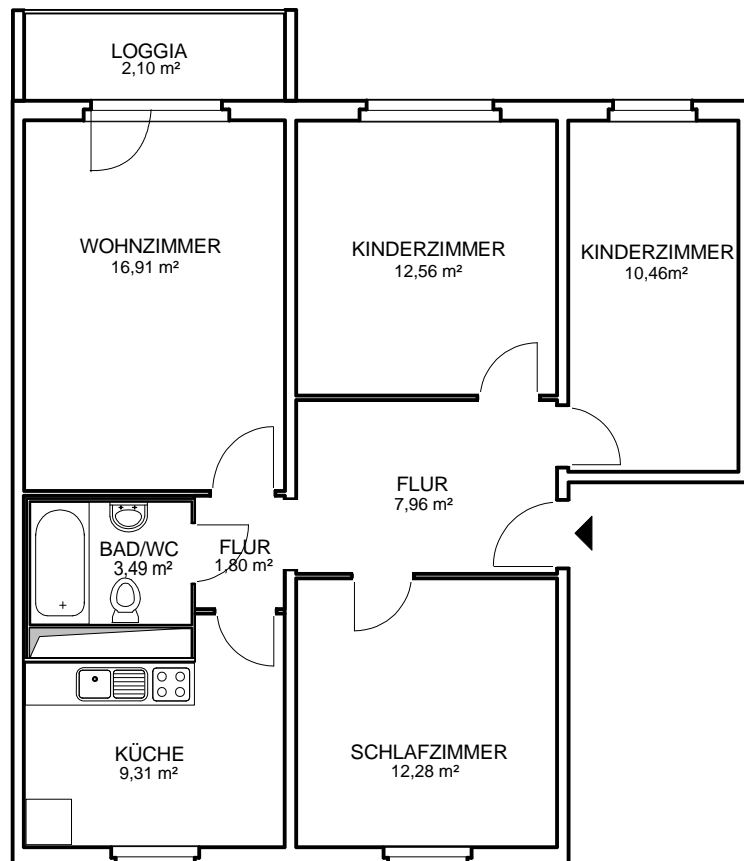 LOGGIA
2,10 m²
WOHNZIMMER
16,91 m²
KINDERZIMMER
12,56 m²
KINDERZIMMER
10,46m²
FLUR
7,96 m²
BAD/WC
3,49 m²
FLUR
1,80 m²
KÜCHE
9,31 m²
SCHLAFZIMMER
12,28 m²